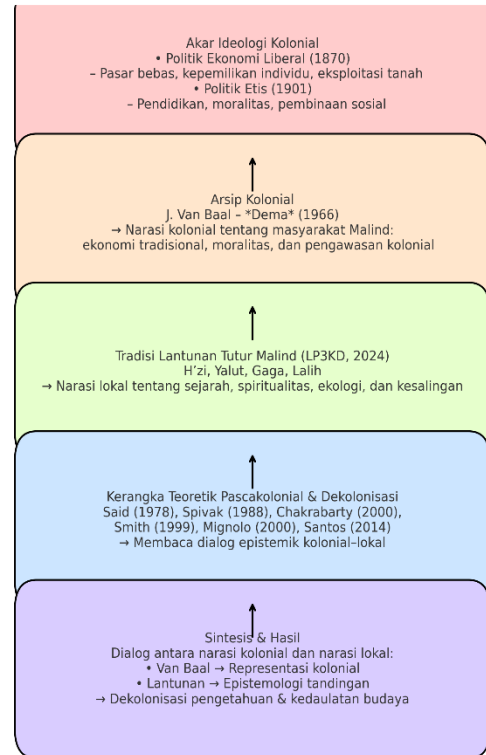 Akar Ideologi Kolonial
• Politik Ekonomi Liberal (1870)
– Pasar bebas, kepemilikan individu, eksploitasi tanah
• Politik Etis (1901)
– Pendidikan, moralitas, pembinaan sosial
Arsip Kolonial
J. Van Baal – *Dema* (1966)
→ Narasi kolonial tentang masyarakat Malind:
ekonomi tradisional, moralitas, dan pengawasan kolonial
Tradisi Lantunan Tutur Malind (LP3KD, 2024)
H’zi, Yalut, Gaga, Lalih
→ Narasi lokal tentang sejarah, spiritualitas, ekologi, dan kesalingan
Kerangka Teoretik Pascakolonial & Dekolonisasi
Said (1978), Spivak (1988), Chakrabarty (2000),
Smith (1999), Mignolo (2000), Santos (2014)
→ Membaca dialog epistemik kolonial–lokal
Sintesis & Hasil
Dialog antara narasi kolonial dan narasi lokal:
• Van Baal → Representasi kolonial
• Lantunan → Epistemologi tandingan
→ Dekolonisasi pengetahuan & kedaulatan budaya